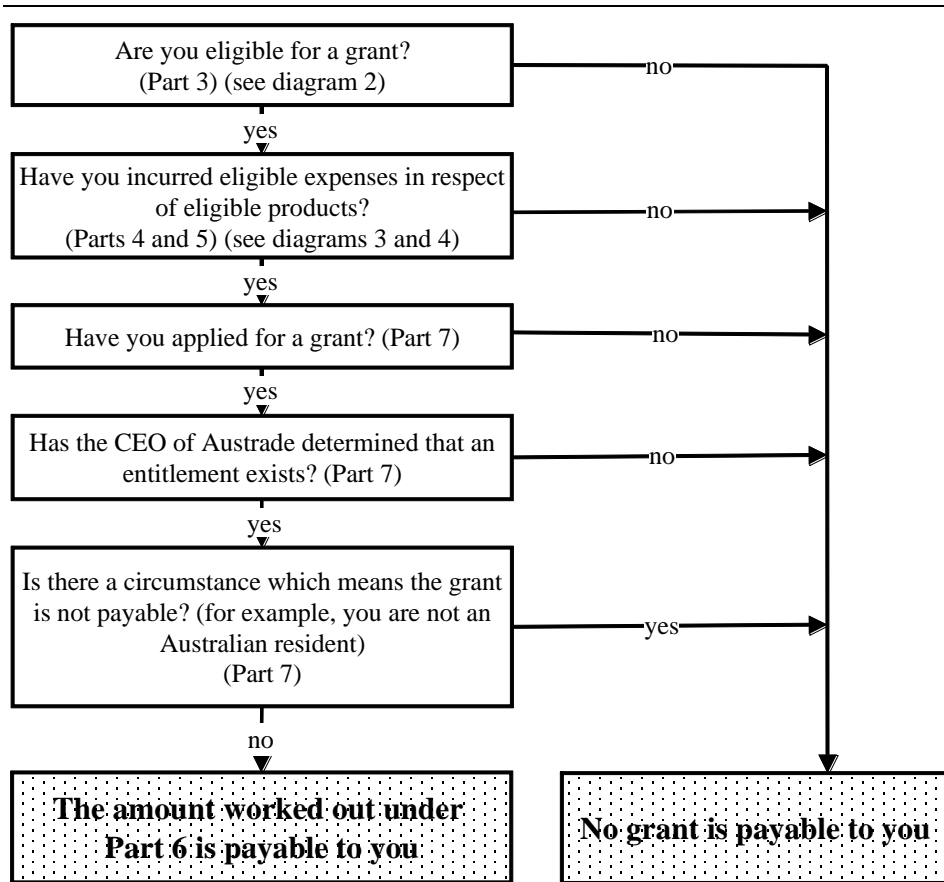 Are you eligible for a grant?
(Part 3) (see diagram 2)
no
yes
Have you incurred eligible expenses in respect
of eligible products?
(Parts 4 and 5) (see diagrams 3 and 4)
no
yes
Have you applied for a grant? (Part 7)
no
yes
Has the CEO of Austrade determined that an
entitlement exists? (Part 7)
no
yes
Is there a circumstance which means the grant
is not payable? (for example, you are not an
Australian resident)
(Part 7)
yes
no
The amount worked out under
Part 6 is payable to you
No grant is payable to you